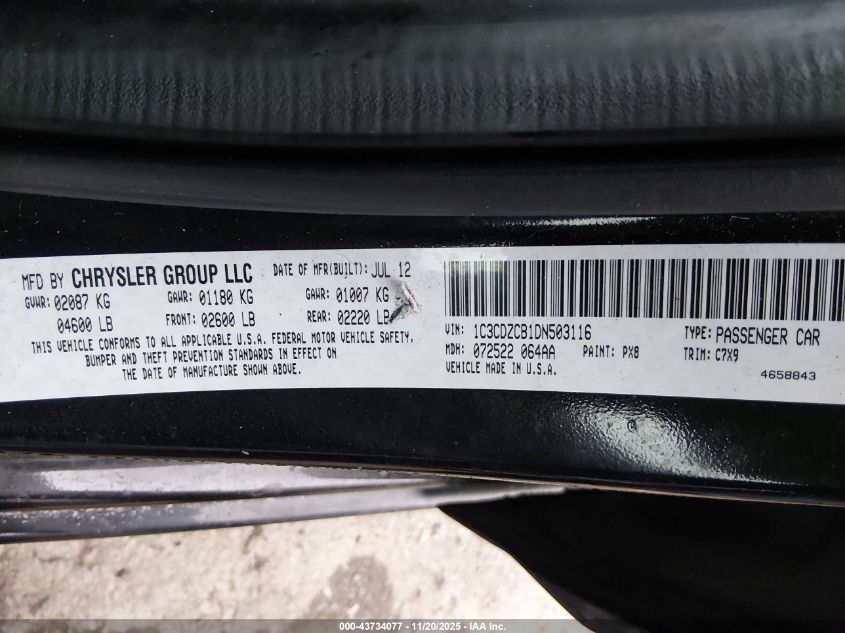 MFD BY CHRYSLER GROUP LLC DATE OF MFR(BUILT): JUL 12
GVWR: 02087 KG GAWR: 01180 KG GAWR: 01007 KG
04600 LB FRONT: 02600 LB REAR: 02220 LB
THIS VEHICLE CONFORMS TO ALL APPLICABLE U.S.A. FEDERAL MOTOR VEHICLE SAFETY,
BUMPER AND THEFT PREVENTION STANDARDS IN EFFECT ON
THE DATE OF MANUFACTURE SHOWN ABOVE.
VIN: 1C3CDZCB1DN503116 TYPE: PASSENGER CAR
MDH: 072522 064AA PAINT: PX8 TRIM: C7X9
VEHICLE MADE IN U.S.A. 4658843
000-43734077 - 11/20/2025 - IAA Inc.